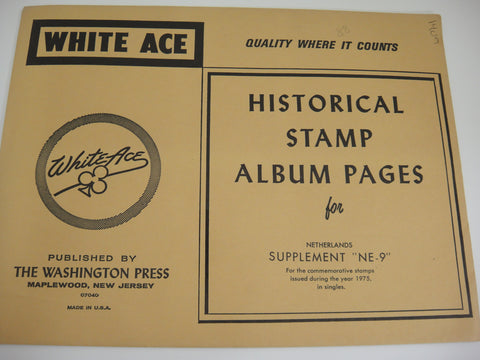 WHITE ACE
QUALITY WHERE IT COUNTS
88
HISTORICAL
STAMP
ALBUM PAGES
for
NETHERLANDS
SUPPLEMENT "NE-9"
For the commemorative stamps
issued during the year 1975,
in singles.
White Ace
PUBLISHED BY
THE WASHINGTON PRESS
MAPLEWOOD, NEW JERSEY
07040
MADE IN U.S.A.